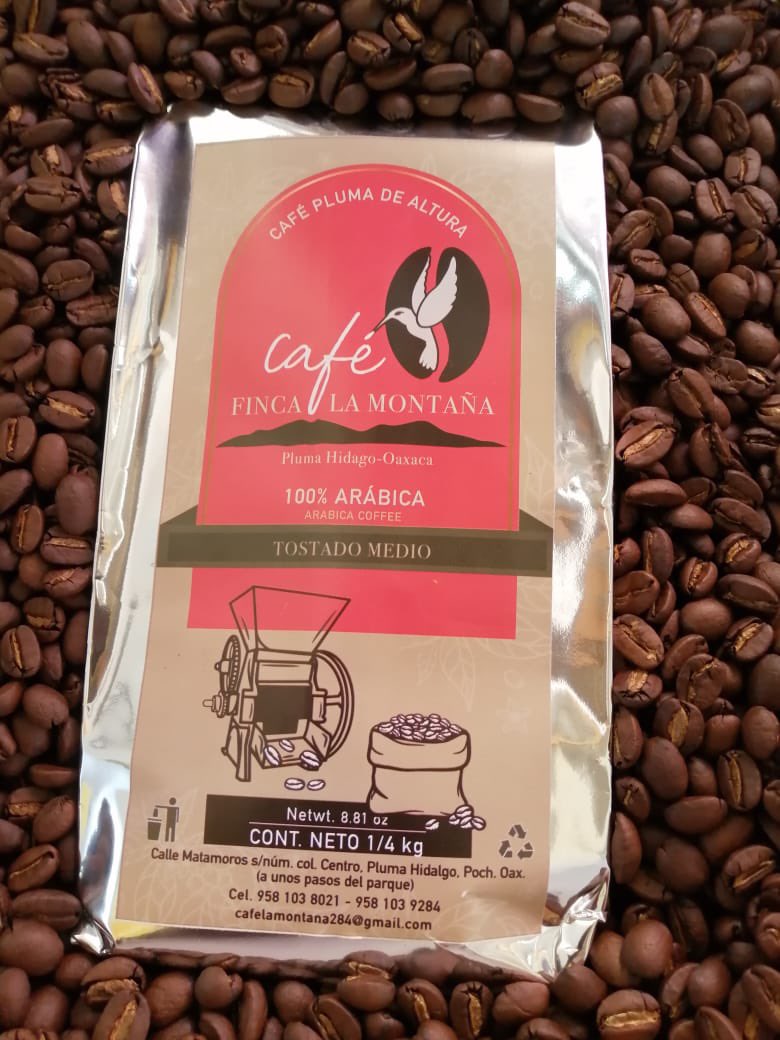 CAFÉ PLUMA DE ALTURA
café
FINCA LA MONTAÑA
Pluma Hidago-Oaxaca
100% ARÁBICA
ARABICA COFFEE
TOSTADO MEDIO
Netwt. 8.81 oz
CONT. NETO 1/4 kg
Calle Matamoros s/núm. col. Centro, Pluma Hidalgo, Poch. Oax.
(a unos pasos del parque)
Cel. 958 103 8021 - 958 103 9284
cafelamontana284@gmail.com